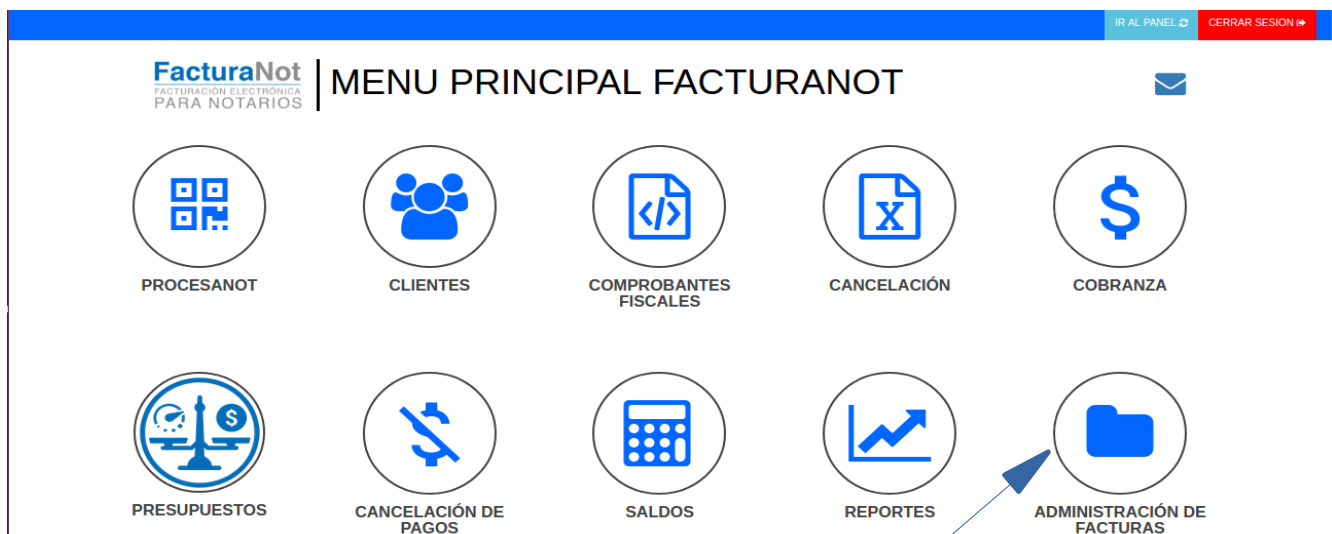 IR AL PANEL
CERRAR SESION
FacturaNot
FACTURACIÓN ELECTRÓNICA
PARA NOTARIOS
MENU PRINCIPAL FACTURANOT
PROCESANOT
CLIENTES
COMPROBANTES
FISCALES
CANCELACIÓN
COBRANZA
PRESUPUESTOS
CANCELACIÓN DE
PAGOS
SALDOS
REPORTES
ADMINISTRACIÓN DE
FACTURAS